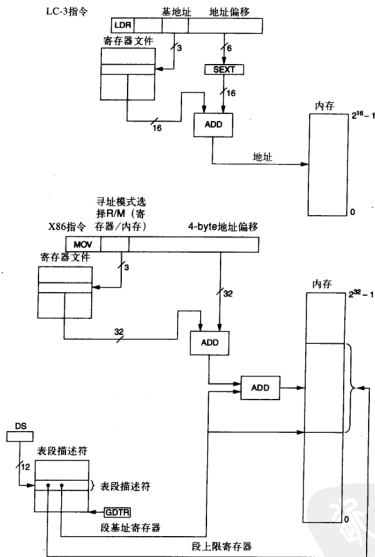 LC-3指令
基地址
地址偏移
LDR
寄存器文件
3
6
SEXT
16
16
ADD
内存
2¹⁶-1
地址
0
寻址模式选
择R/M（寄
X86指令 存器/内存）
4-byte地址偏移
MOV
寄存器文件
3
32
32
内存
2³²-1
ADD
ADD
DS
表段描述符
12
表段描述符
GDTR
段基址寄存器
0
段上限寄存器